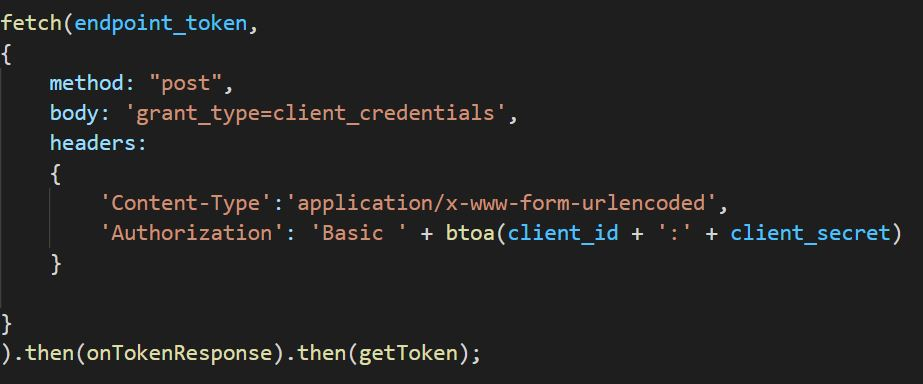 fetch(endpoint_token,
{
    method: "post",
    body: 'grant_type=client_credentials',
    headers:
    {
        'Content-Type':'application/x-www-form-urlencoded',
        'Authorization': 'Basic ' + btoa(client_id + ':' + client_secret)
    }
}
).then(onTokenResponse).then(getToken);